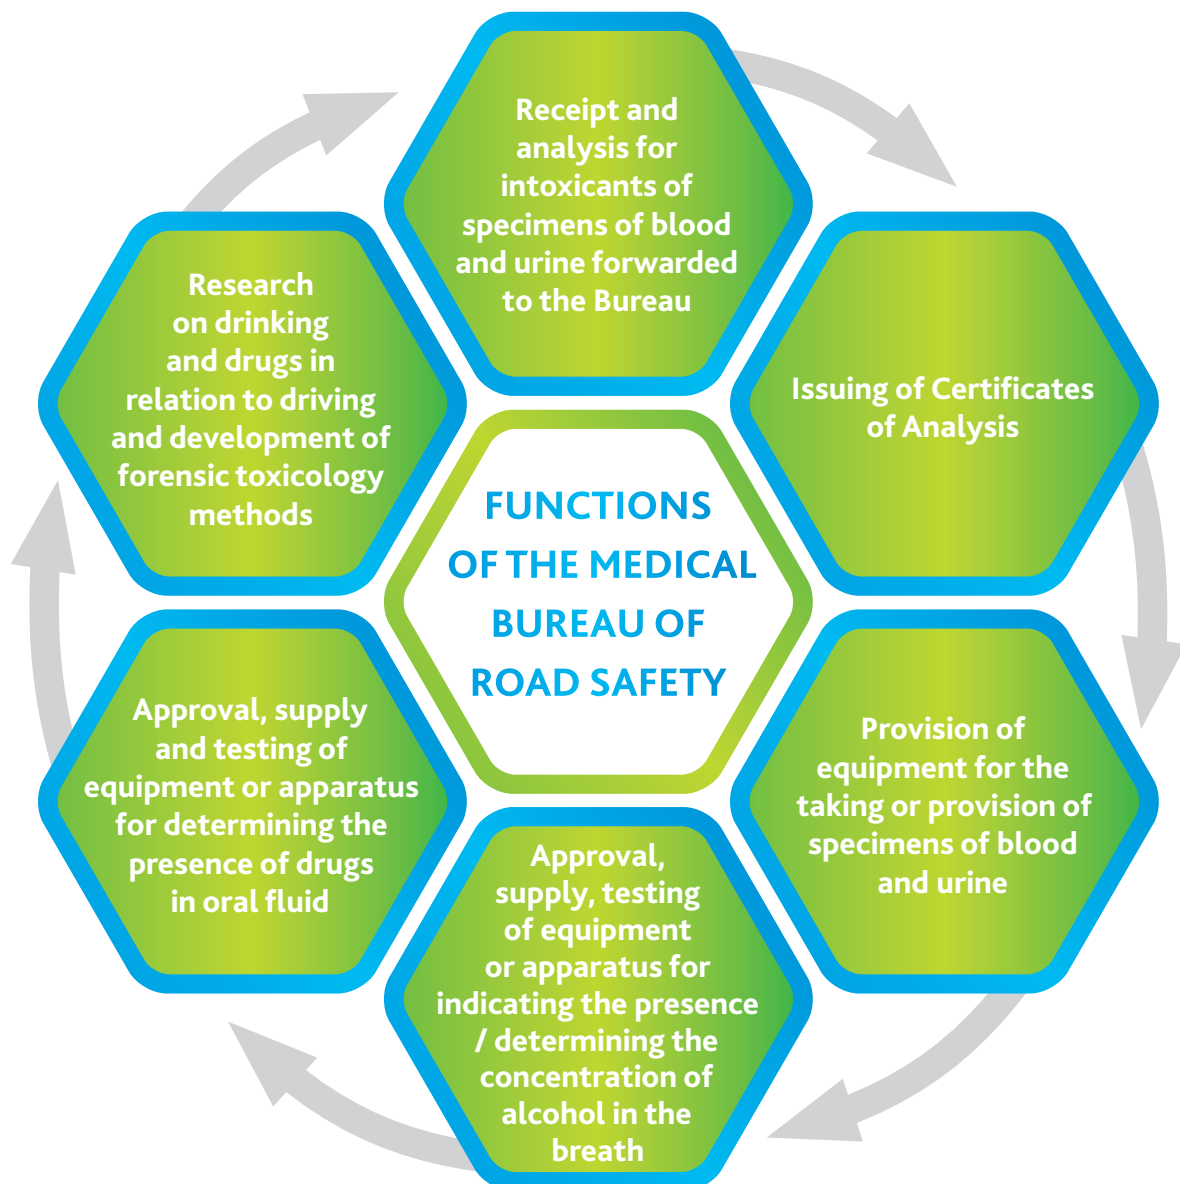 Receipt and
analysis for
intoxicants of
specimens of blood
and urine forwarded
to the Bureau
Issuing of Certificates
of Analysis
Provision of
equipment for the
taking or provision of
specimens of blood
and urine
Approval,
supply, testing
of equipment
or apparatus for
indicating the presence
/ determining the
concentration of
alcohol in the
breath
Approval, supply
and testing of
equipment or apparatus
for determining the
presence of drugs
in oral fluid
Research
on drinking
and drugs in
relation to driving
and development of
forensic toxicology
methods
FUNCTIONS
OF THE MEDICAL
BUREAU OF
ROAD SAFETY